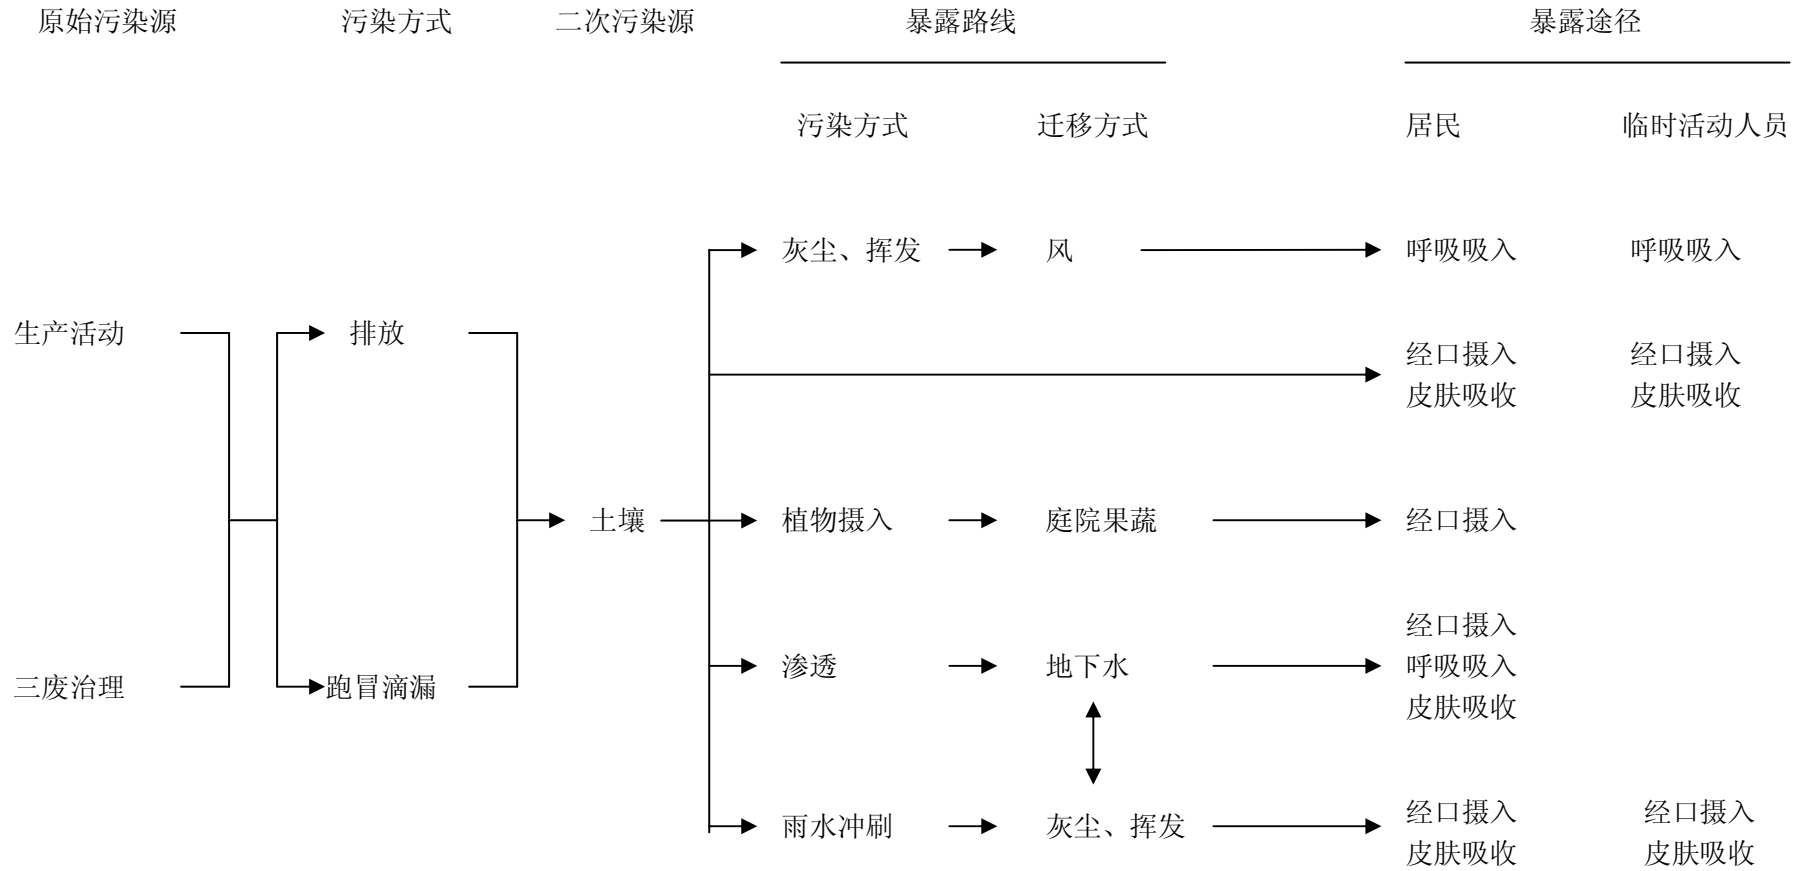 原始污染源 污染方式 二次污染源 暴露路线 暴露途径
污染方式 迁移方式 居民 临时活动人员
灰尘、挥发 风 呼吸吸入 呼吸吸入
生产活动 排放
经口摄入 经口摄入
皮肤吸收 皮肤吸收
土壤 植物摄入 庭院果蔬 经口摄入
经口摄入
渗透 地下水 呼吸吸入
三废治理 跑冒滴漏
皮肤吸收
经口摄入 经口摄入
雨水冲刷 灰尘、挥发
皮肤吸收 皮肤吸收